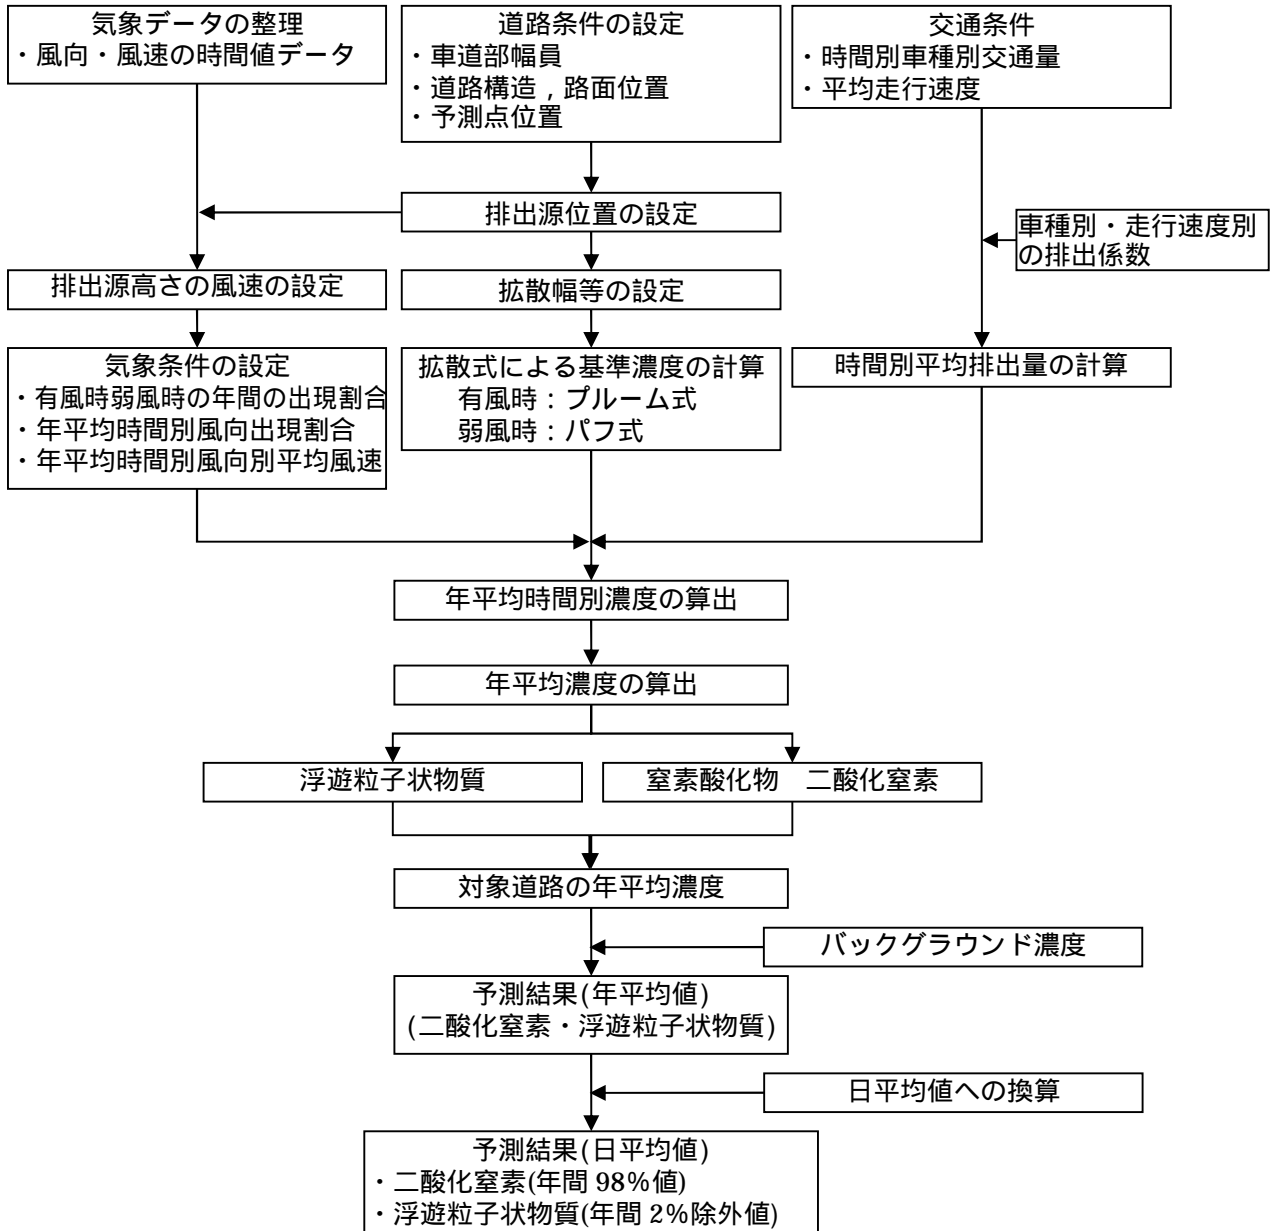 気象データの整理
・風向・風速の時間値データ
道路条件の設定
・車道部幅員
・道路構造，路面位置
・予測点位置
交通条件
・時間別車種別交通量
・平均走行速度
排出源位置の設定
車種別・走行速度別
の排出係数
排出源高さの風速の設定
拡散幅等の設定
気象条件の設定
・有風時弱風時の年間の出現割合
・年平均時間別風向出現割合
・年平均時間別風向別平均風速
拡散式による基準濃度の計算
有風時：プルーム式
弱風時：パフ式
時間別平均排出量の計算
年平均時間別濃度の算出
年平均濃度の算出
浮遊粒子状物質
窒素酸化物　二酸化窒素
対象道路の年平均濃度
バックグラウンド濃度
予測結果(年平均値)
(二酸化窒素・浮遊粒子状物質)
日平均値への換算
予測結果(日平均値)
・二酸化窒素(年間 98%値)
・浮遊粒子状物質(年間 2%除外値)